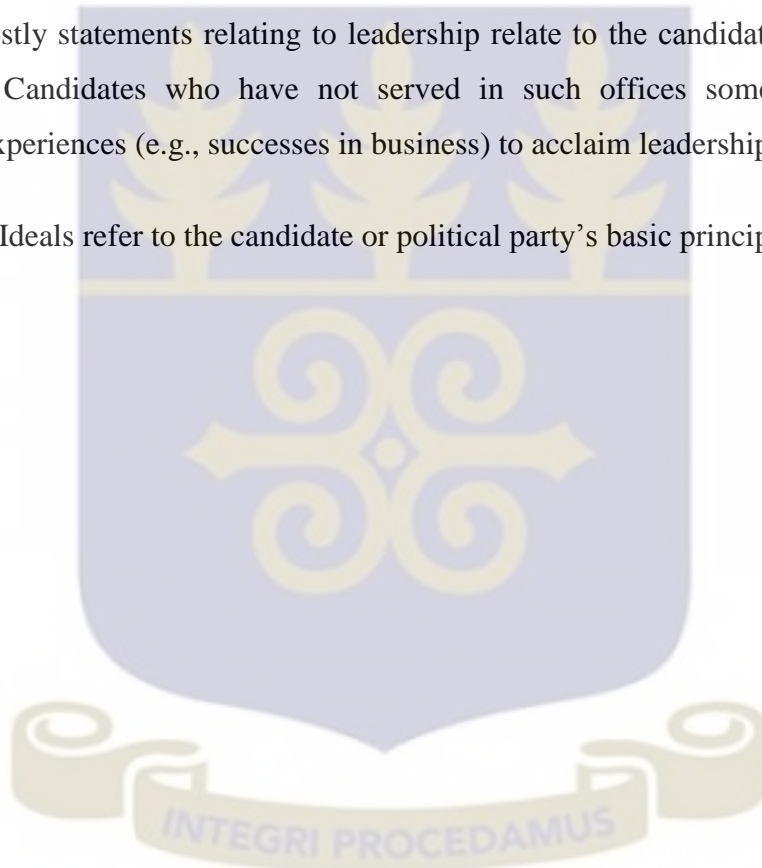 stly statements relating to leadership relate to the candidat
Candidates who have not served in such offices some
xperiences (e.g., successes in business) to acclaim leadership
Ideals refer to the candidate or political party's basic princip
INTEGRI PROCEDAMUS